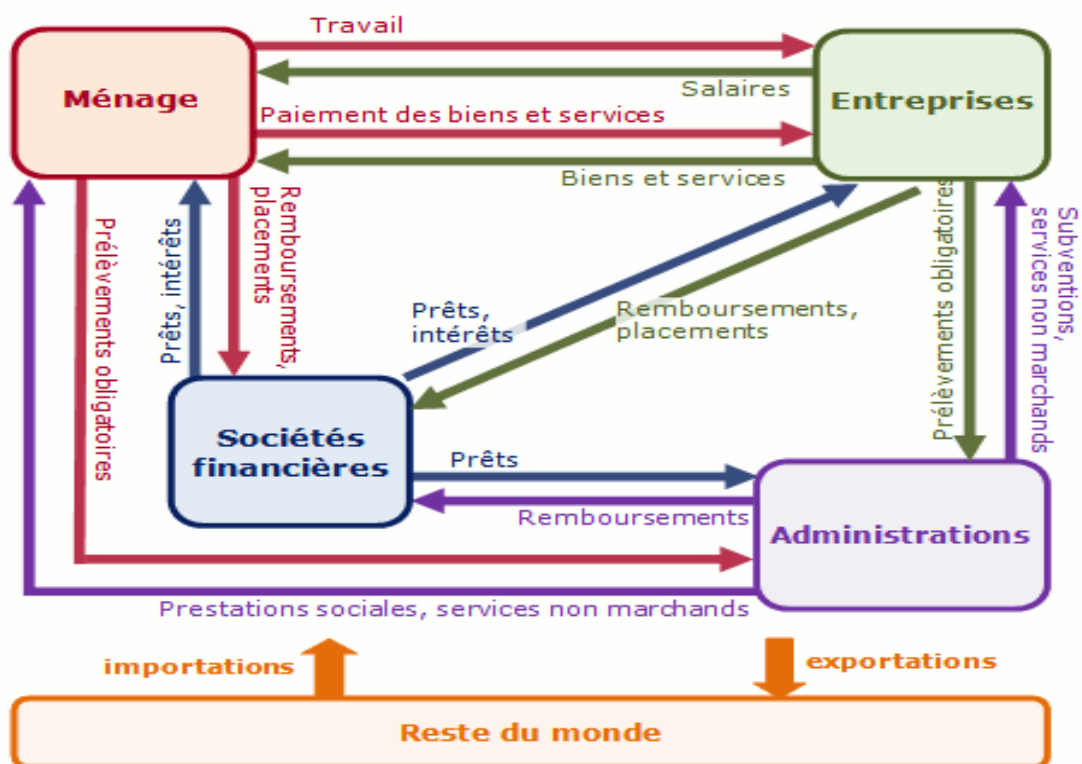 Travail
Ménage
Salaires
Entreprises
Paiement des biens et services
Biens et services
Prélèvements obligatoires
Prêts, intérêts
Remboursements,
placements
Prêts,
intérêts
Remboursements,
placements
Prélèvements obligatoires
Subventions,
services non marchands
Sociétés
financières
Prêts
Remboursements
Administrations
Prestations sociales, services non marchands
importations
exportations
Reste du monde